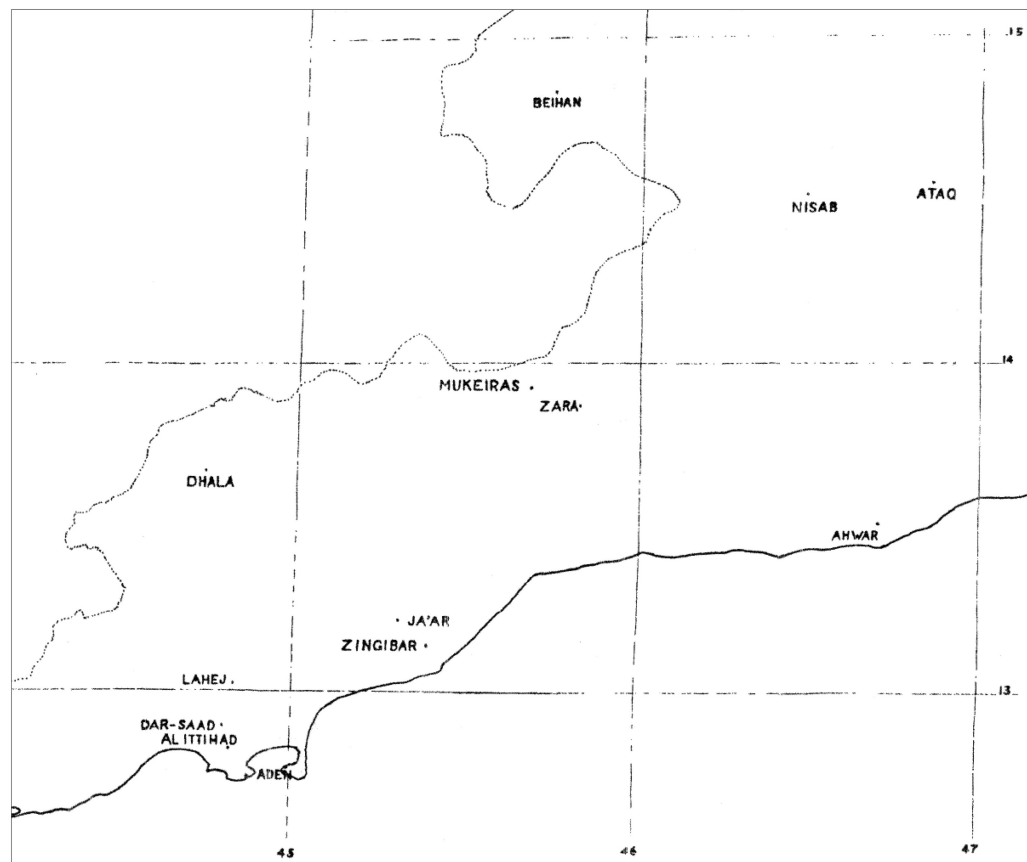 15
BEIHAN
NISAB
ATAQ
14
MUKEIRAS
ZARA
DHALA
AHWAR
JA'AR
ZINGIBAR
LAHEJ
13
DAR-SAAD
AL ITTIHAD
ADEN
45
46
47